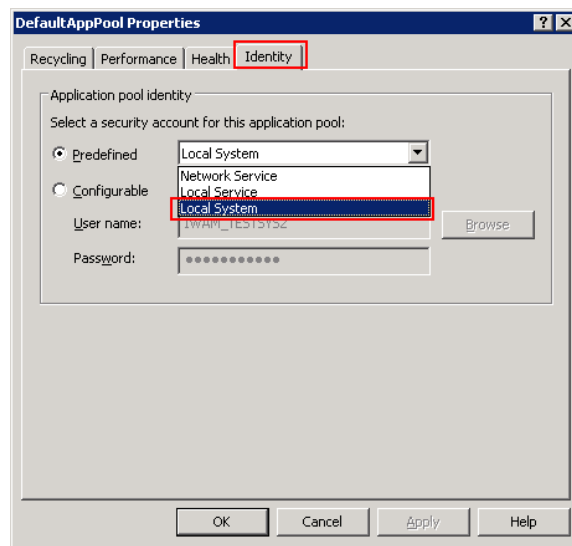 DefaultAppPool Properties
Recycling Performance Health Identity
Application pool identity
Select a security account for this application pool:
Predefined Local System
Network Service
Configurable Local Service
Local System
User name: IWAM_TESTSYS2 Browse
Password: ●●●●●●●●●●●
OK Cancel Apply Help